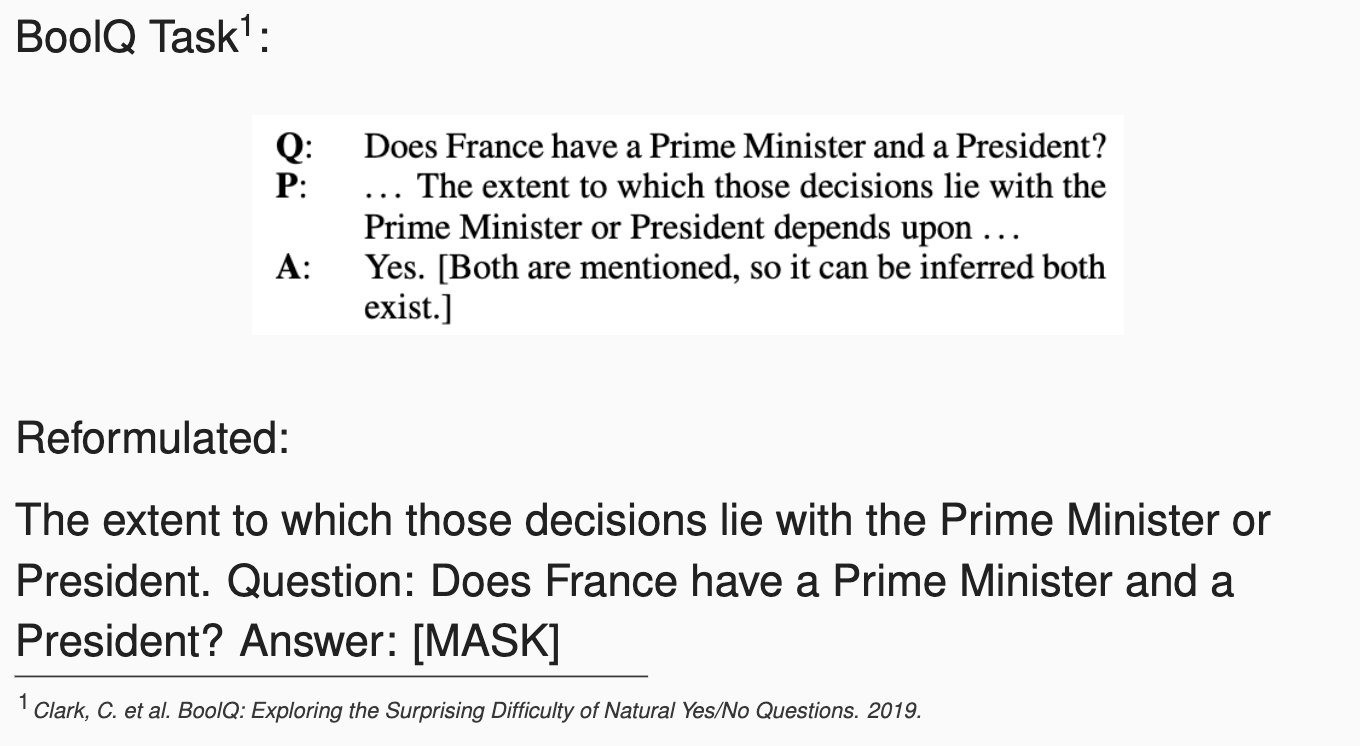 BoolQ Task¹:
Q: Does France have a Prime Minister and a President?
P: ... The extent to which those decisions lie with the
Prime Minister or President depends upon ...
A: Yes. [Both are mentioned, so it can be inferred both
exist.]
Reformulated:
The extent to which those decisions lie with the Prime Minister or
President. Question: Does France have a Prime Minister and a
President? Answer: [MASK]
¹ Clark, C. et al. BoolQ: Exploring the Surprising Difficulty of Natural Yes/No Questions. 2019.